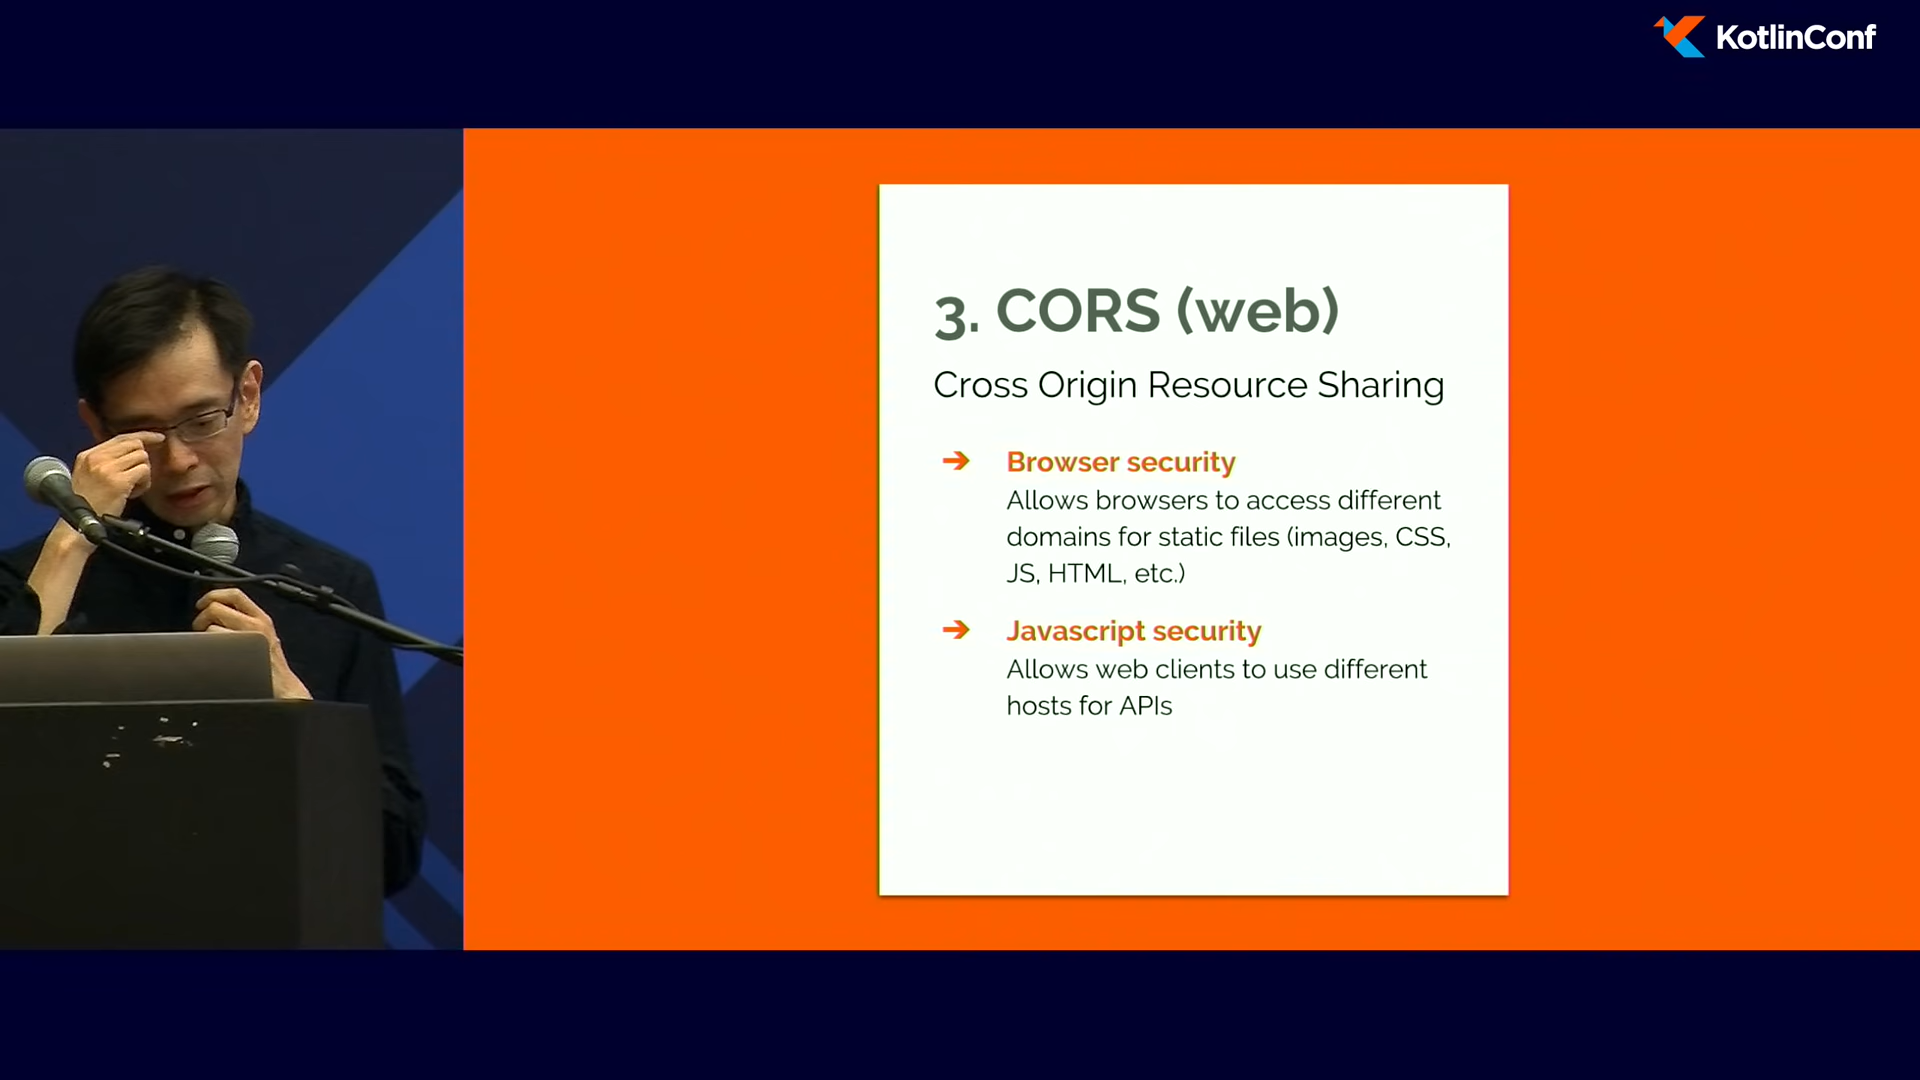 KotlinConf
3. CORS (web)
Cross Origin Resource Sharing
➔ Browser security
Allows browsers to access different
domains for static files (images, CSS,
JS, HTML, etc.)
➔ Javascript security
Allows web clients to use different
hosts for APIs